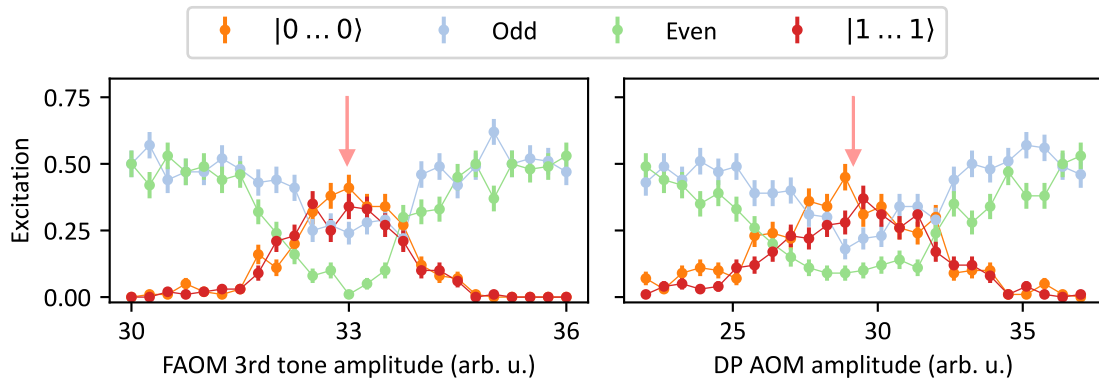 |0 … 0⟩ Odd Even |1 … 1⟩
Excitation
0.75
0.50
0.25
0.00
30 33 36
25 30 35
FAOM 3rd tone amplitude (arb. u.)
DP AOM amplitude (arb. u.)